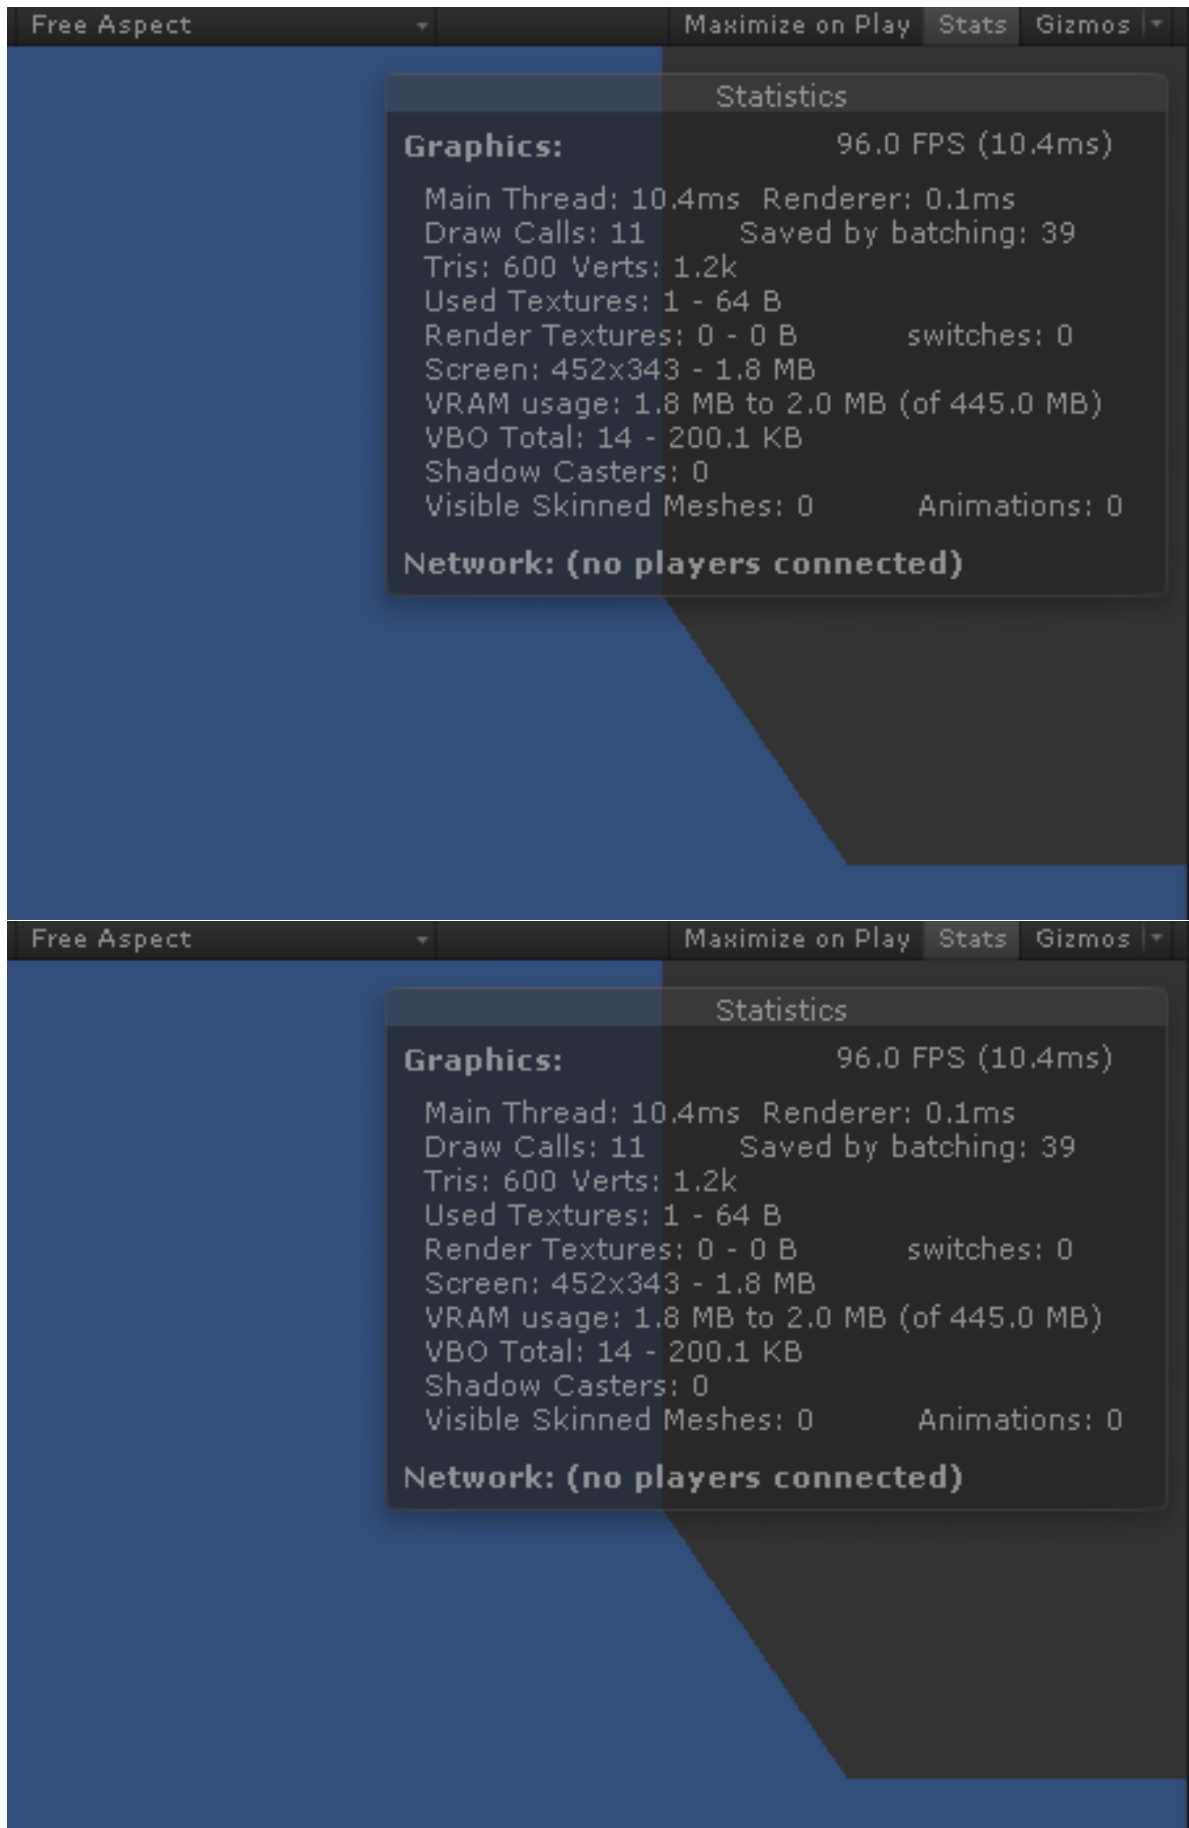 Free Aspect Maximize on Play Stats Gizmos
Statistics
Graphics: 96.0 FPS (10.4ms)
Main Thread: 10.4ms Renderer: 0.1ms
Draw Calls: 11 Saved by batching: 39
Tris: 600 Verts: 1.2k
Used Textures: 1 - 64 B
Render Textures: 0 - 0 B switches: 0
Screen: 452x343 - 1.8 MB
VRAM usage: 1.8 MB to 2.0 MB (of 445.0 MB)
VBO Total: 14 - 200.1 KB
Shadow Casters: 0
Visible Skinned Meshes: 0 Animations: 0
Network: (no players connected)
Free Aspect Maximize on Play Stats Gizmos
Statistics
Graphics: 96.0 FPS (10.4ms)
Main Thread: 10.4ms Renderer: 0.1ms
Draw Calls: 11 Saved by batching: 39
Tris: 600 Verts: 1.2k
Used Textures: 1 - 64 B
Render Textures: 0 - 0 B switches: 0
Screen: 452x343 - 1.8 MB
VRAM usage: 1.8 MB to 2.0 MB (of 445.0 MB)
VBO Total: 14 - 200.1 KB
Shadow Casters: 0
Visible Skinned Meshes: 0 Animations: 0
Network: (no players connected)